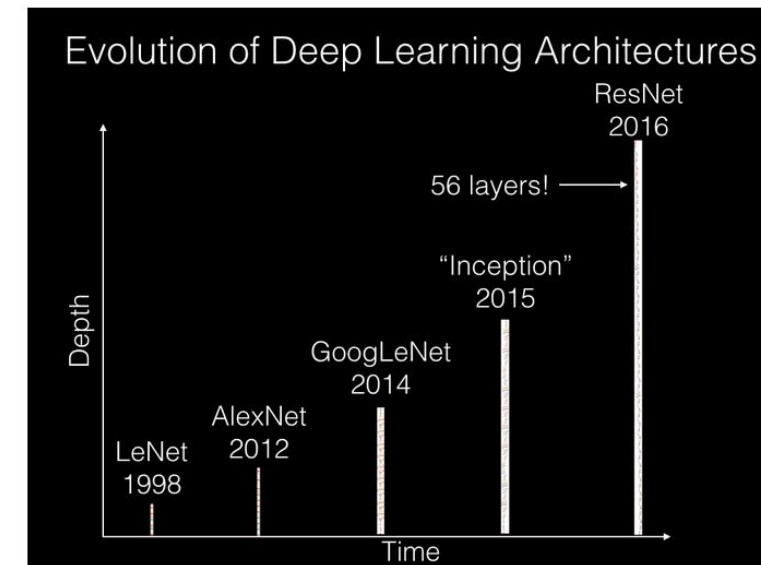 Evolution of Deep Learning Architectures
ResNet
2016
56 layers!
“Inception”
2015
GoogLeNet
2014
AlexNet
2012
LeNet
1998
Depth
Time